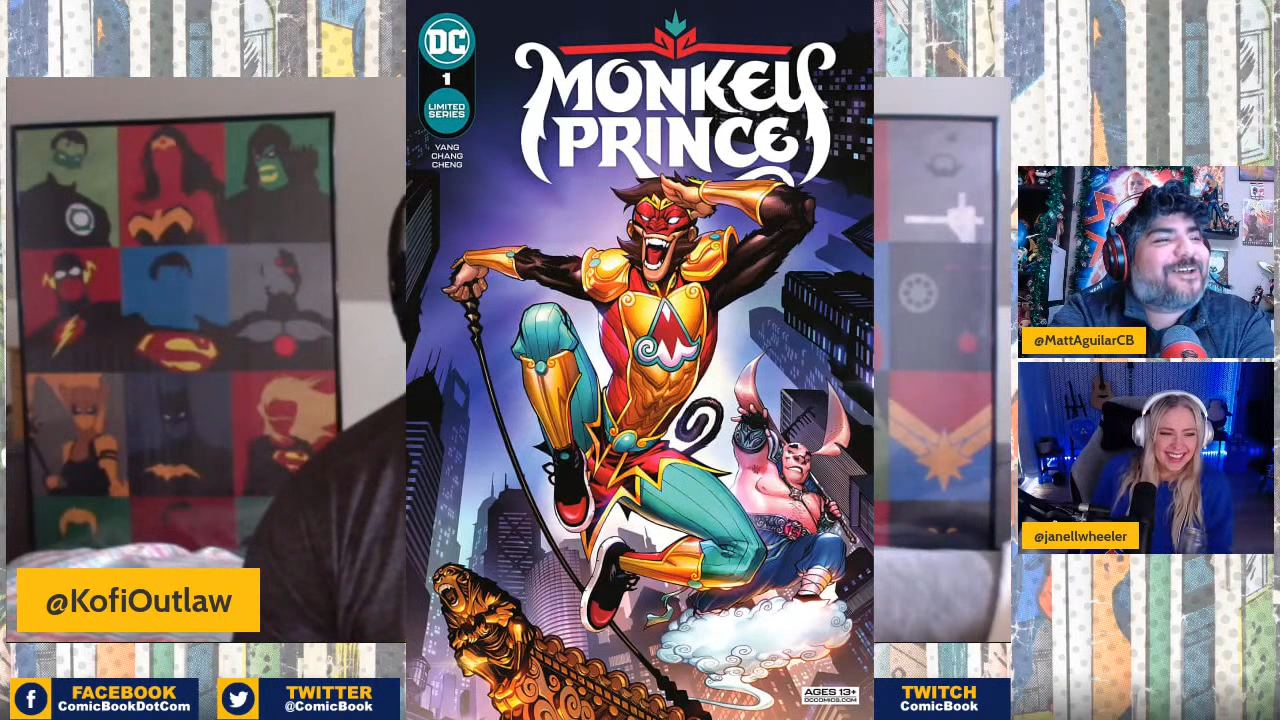 DC
1
LIMITED
SERIES
YANG
CHANG
CHENG
MONKEY
PRINCE
AGES 13+
DCCOMICS.COM
@MattAguilarCB
@janellwheeler
@KofiOutlaw
FACEBOOK
ComicBookDotCom
TWITTER
@ComicBook
TWITCH
ComicBook